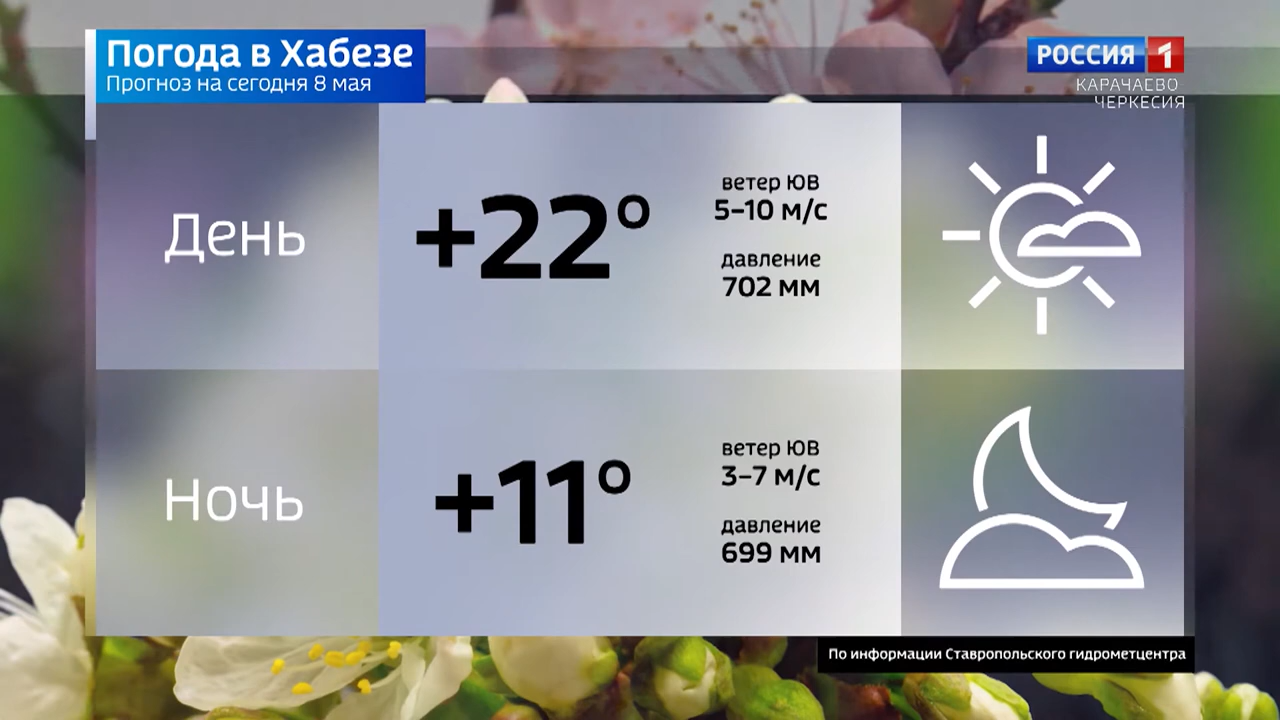 Погода в Хабезе
Прогноз на сегодня 8 мая
РОССИЯ 1
КАРАЧАЕВО
ЧЕРКЕСИЯ
День
+22°
ветер ЮВ
5-10 м/с
давление
702 мм
Ночь
+11°
ветер ЮВ
3-7 м/с
давление
699 мм
По информации Ставропольского гидрометцентра